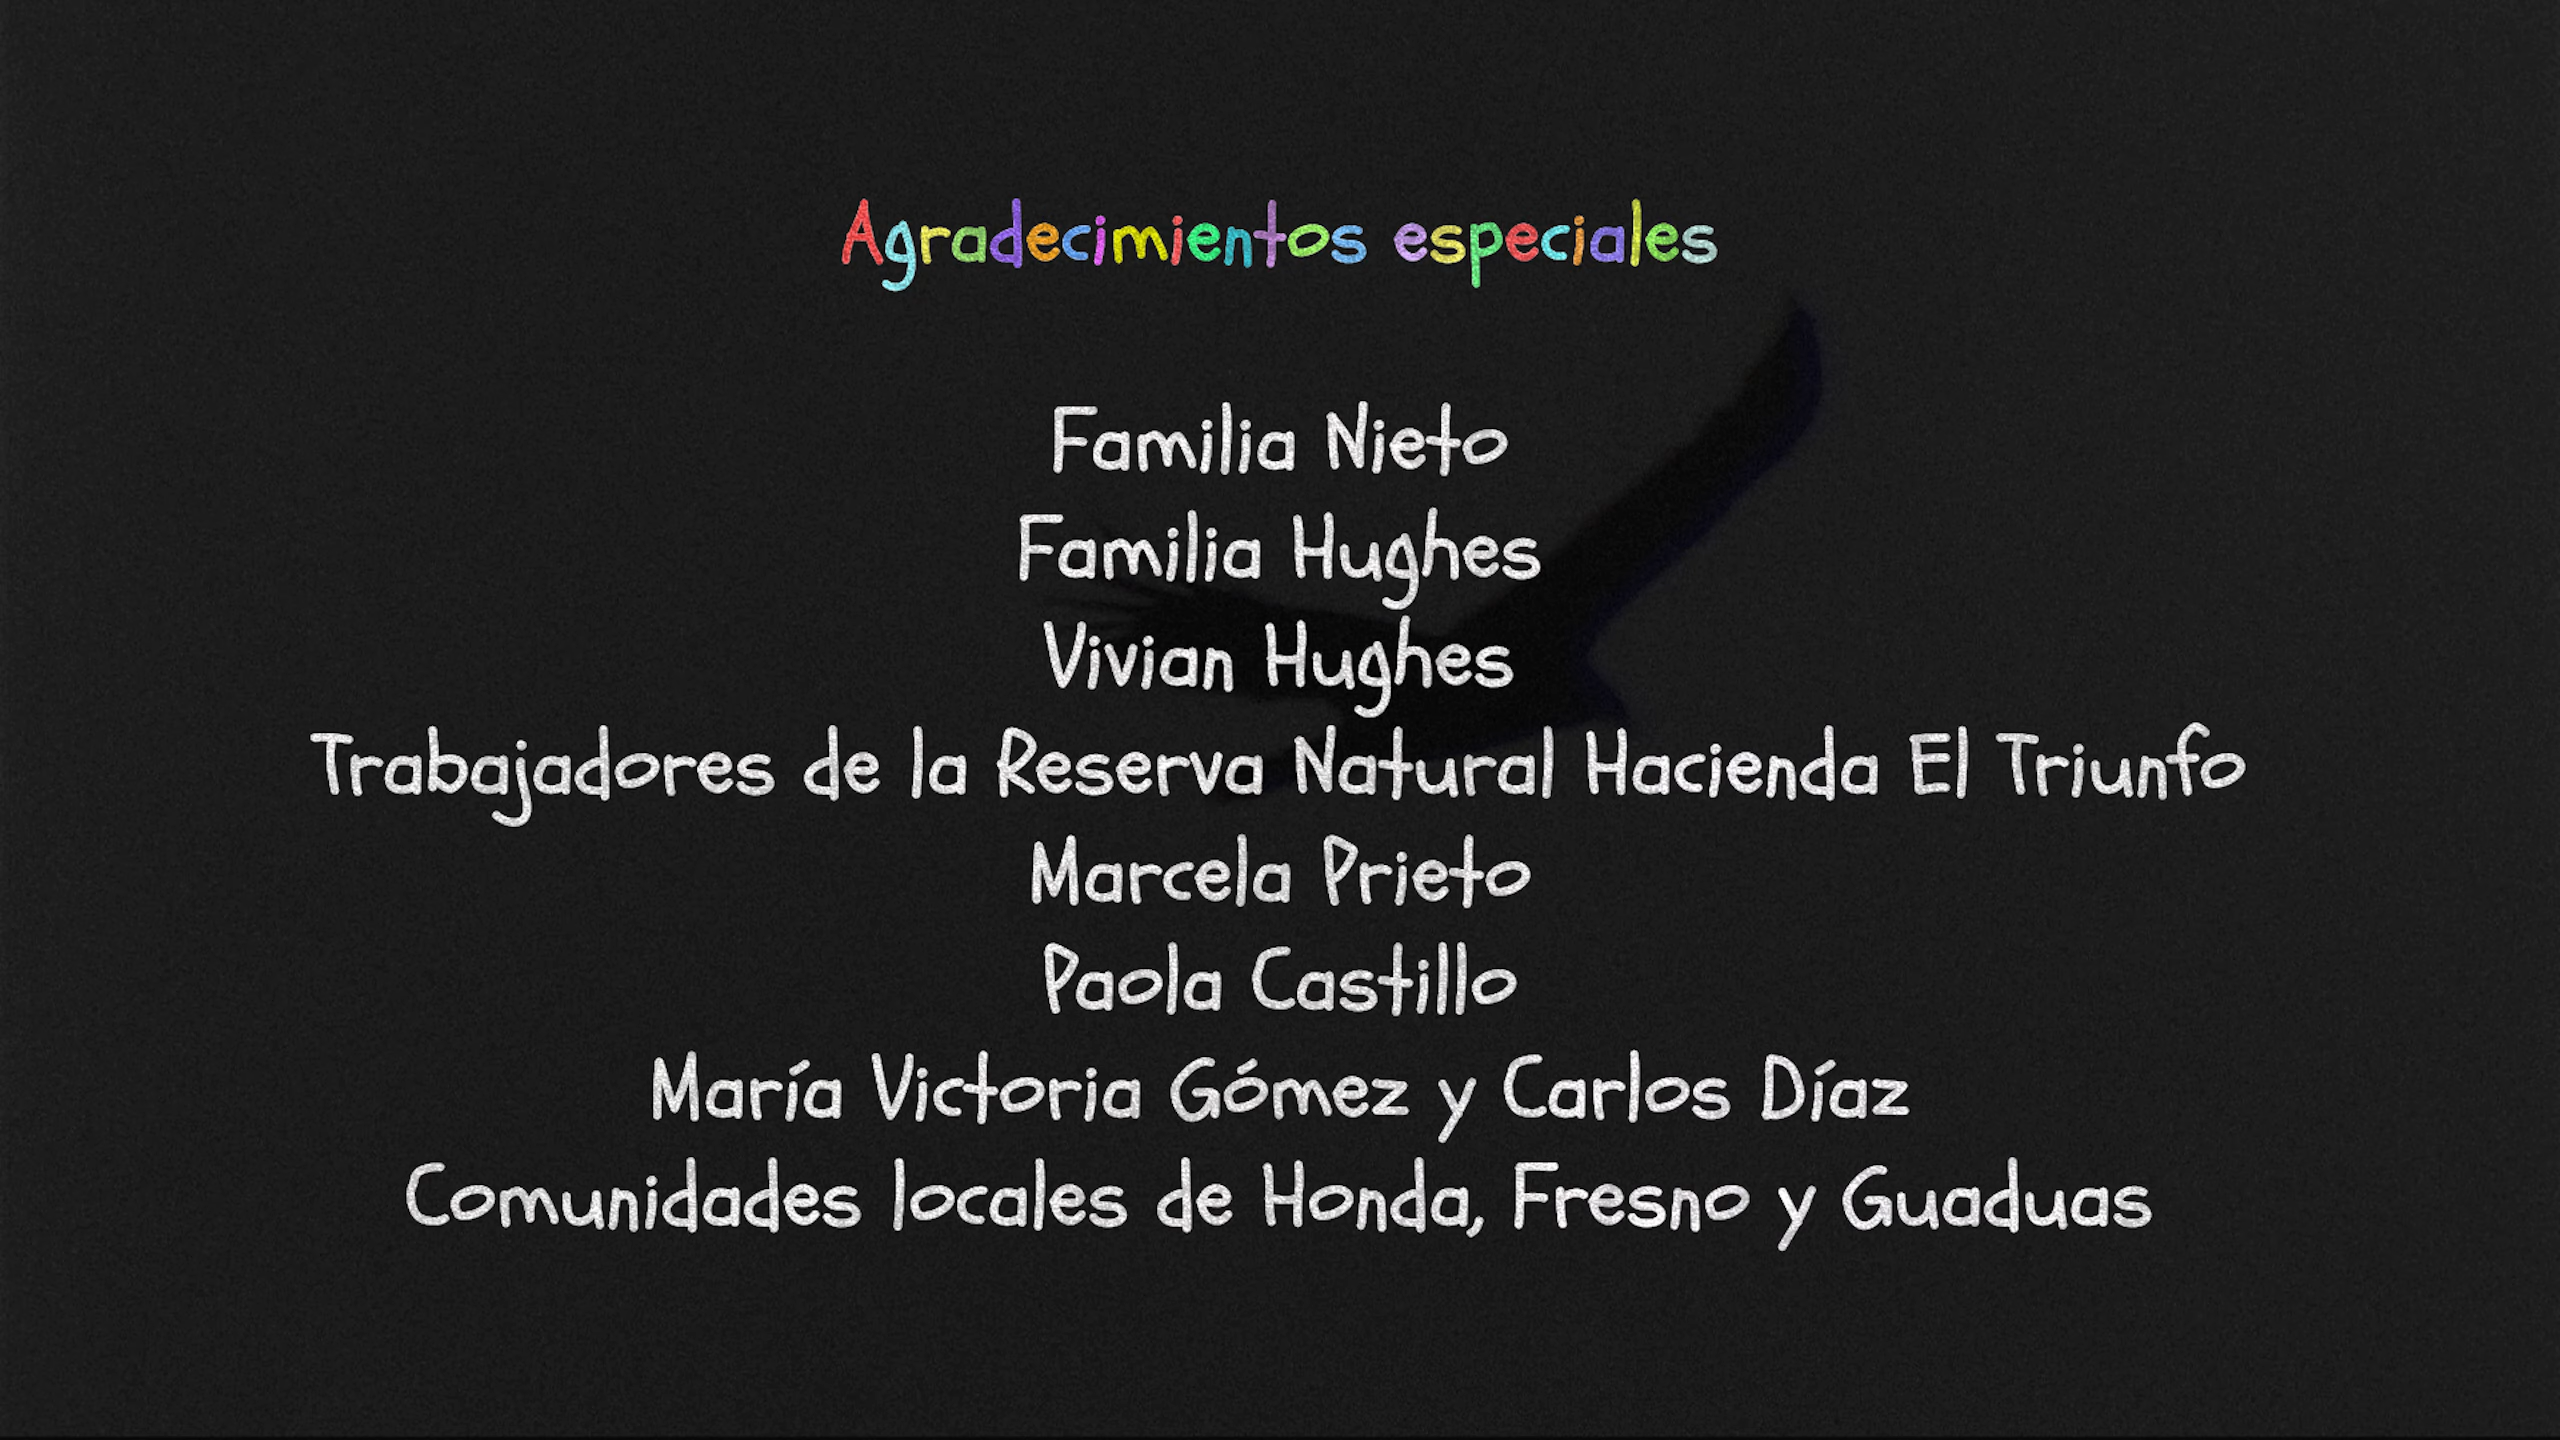 Agradecimientos especiales
Familia Nieto
Familia Hughes
Vivian Hughes
Trabajadores de la Reserva Natural Hacienda El Triunfo
Marcela Prieto
Paola Castillo
María Victoria Gómez y Carlos Díaz
Comunidades locales de Honda, Fresno y Guaduas